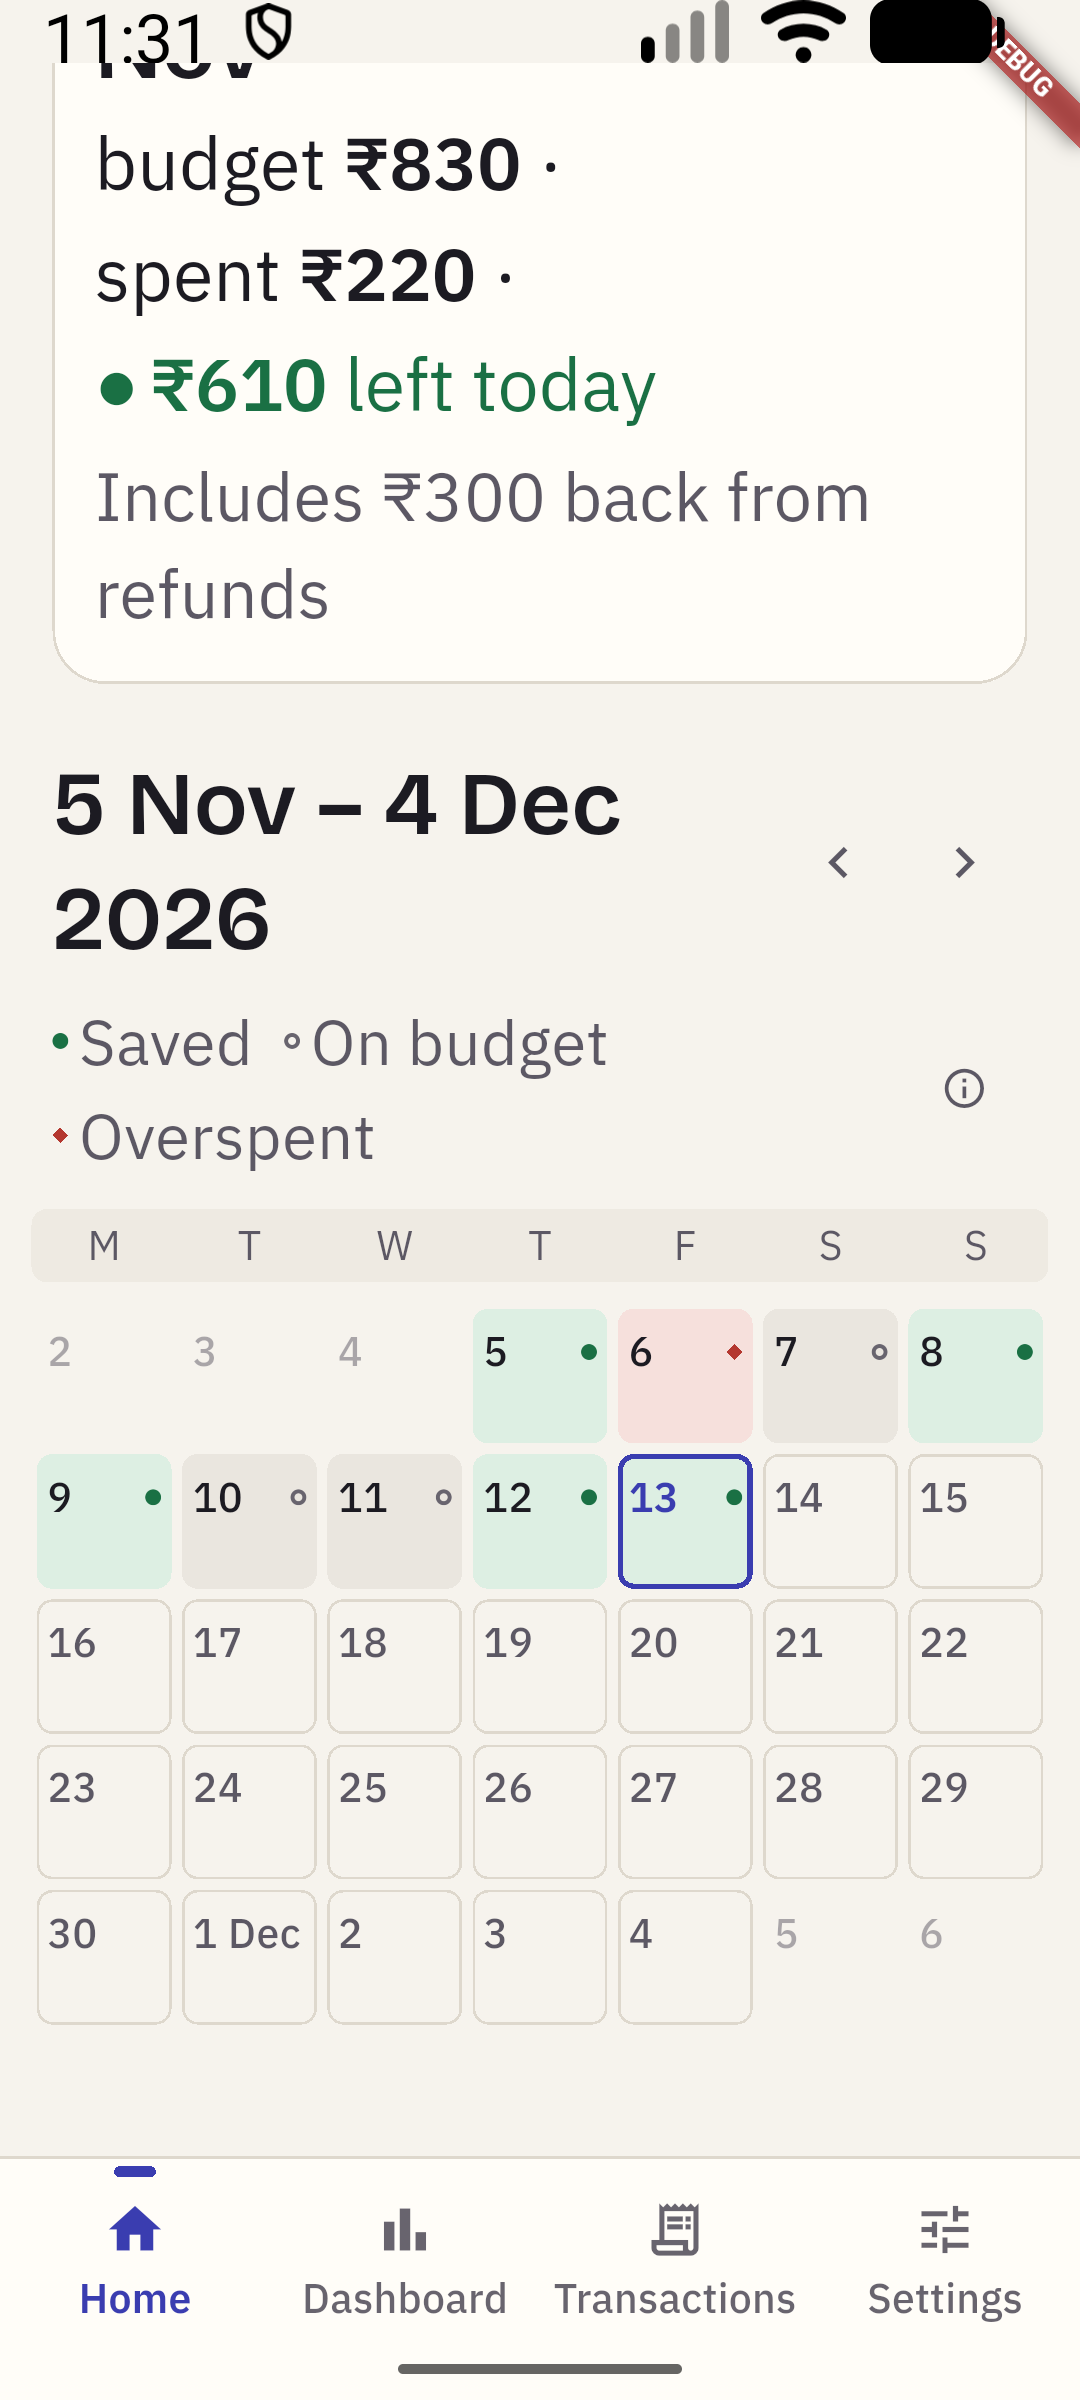 11:31
Nov
budget ₹830 ·
spent ₹220 ·
● ₹610 left today
Includes ₹300 back from
refunds
5 Nov – 4 Dec
2026
Saved On budget
Overspent
M T W T F S S
2 3 4 5 6 7 8
9 10 11 12 13 14 15
16 17 18 19 20 21 22
23 24 25 26 27 28 29
30 1 Dec 2 3 4 5 6
Home Dashboard Transactions Settings